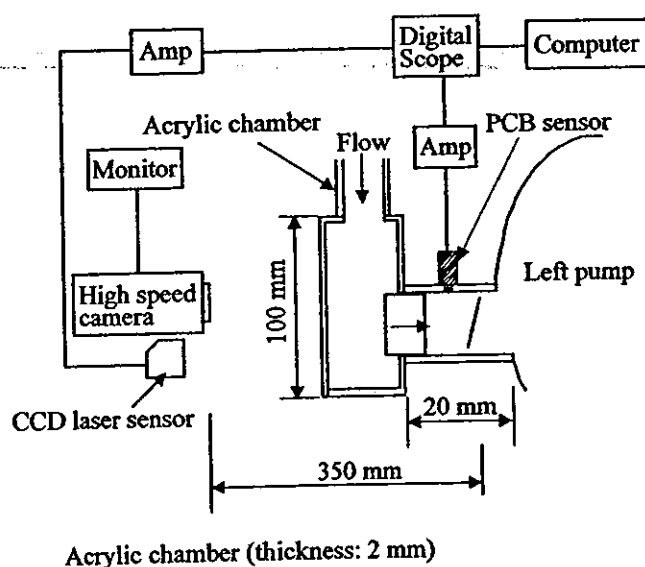 Amp
Digital
Scope
Computer
Acrylic chamber
Flow
Amp
PCB sensor
Monitor
High speed
camera
100 mm
Left pump
CCD laser sensor
20 mm
350 mm
Acrylic chamber (thickness: 2 mm)